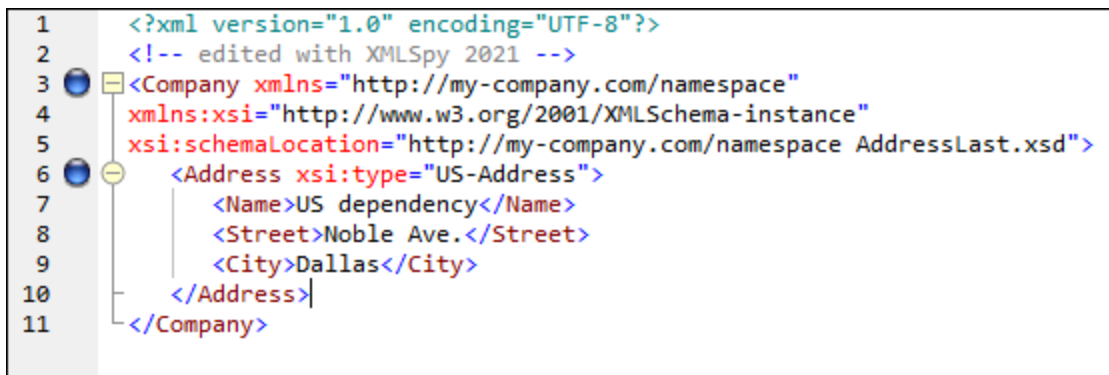 1 <?xml version="1.0" encoding="UTF-8"?>
2 <!-- edited with XMLSpy 2021 -->
3 <Company xmlns="http://my-company.com/namespace"
4 xmlns:xsi="http://www.w3.org/2001/XMLSchema-instance"
5 xsi:schemaLocation="http://my-company.com/namespace AddressLast.xsd">
6 <Address xsi:type="US-Address">
7 <Name>US dependency</Name>
8 <Street>Noble Ave.</Street>
9 <City>Dallas</City>
10 </Address>
11 </Company>